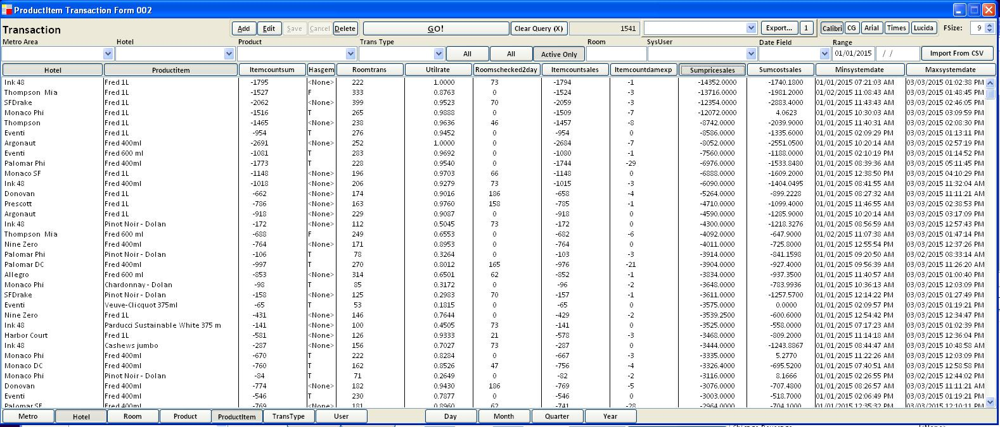 ProductItem Transaction Form 002
Transaction Add Edit Save Cancel Delete GO! Clear Query (X) 1541 Export... 1 Calibri CG Arial Times Lucida FSize: 9
Metro Area Hotel Product Trans Type Room SysUser Date Field Range
All All Active Only 01/01/2015 / / Import From CSV
Hotel Productitem Itemcountsum Hasgem Roomtrans Utilrate Roomschecked2day Itemcountsales Itemcountdamexp Sumpricesales Sumcostsales Minsystemdate Maxsystemdate
Ink 48 Fred 1L -1795 <None> 222 1.0000 73 -1794 -1 -14352.0000 -1740.1800 01/01/2015 07:21:03 AM 03/03/2015 01:02:38 PM
Thompson Mia Fred 1L -1527 F 333 0.8763 0 -1524 -3 -13716.0000 -1981.2000 01/02/2015 11:08:43 AM 03/03/2015 01:48:45 PM
SFDrake Fred 1L -2062 <None> 399 0.9523 70 -2059 -3 -12354.0000 -2883.4000 01/01/2015 11:43:43 AM 03/03/2015 02:46:05 PM
Monaco Phi Fred 1L -1516 T 265 0.9888 0 -1509 -7 -12072.0000 4.0623 01/01/2015 10:30:03 AM 03/03/2015 03:09:59 PM
Thompson Fred 1L -1465 <None> 238 0.9636 46 -1457 -8 -8742.0000 -2039.9000 01/01/2015 11:40:31 AM 03/03/2015 02:08:30 PM
Eventi Fred 1L -954 T 276 0.9452 0 -954 0 -8586.0000 -1335.6000 01/01/2015 02:09:29 PM 03/03/2015 01:13:11 PM
Argonaut Fred 400ml -2691 <None> 252 1.0000 0 -2684 -7 -8052.0000 -2551.0500 01/01/2015 10:20:14 AM 03/03/2015 02:57:19 PM
Eventi Fred 600 ml -1081 T 283 0.9692 0 -1080 -1 -7560.0000 -1188.0000 01/01/2015 02:10:19 PM 03/03/2015 01:14:52 PM
Palomar Phi Fred 400ml -1773 T 228 0.9540 0 -1744 -29 -6976.0000 -1533.8480 01/01/2015 08:39:36 AM 03/03/2015 05:11:45 PM
Monaco SF Fred 1L -1148 <None> 196 0.9703 66 -1148 0 -6888.0000 -1609.2000 01/01/2015 12:38:50 PM 03/03/2015 04:10:29 PM
Ink 48 Fred 400ml -1018 <None> 206 0.9279 73 -1015 -3 -6090.0000 -1404.0495 01/01/2015 08:41:55 AM 03/03/2015 11:32:04 AM
Donovan Fred 1L -662 <None> 174 0.9016 186 -658 -4 -5264.0000 -899.2228 01/01/2015 08:27:32 AM 03/03/2015 11:11:21 AM
Prescott Fred 1L -786 <None> 163 0.9760 158 -785 -1 -4710.0000 -1099.4000 01/01/2015 11:46:55 AM 03/03/2015 02:38:53 PM
Argonaut Fred 1L -918 <None> 229 0.9087 0 -918 0 -4590.0000 -1285.9000 01/01/2015 10:20:14 AM 03/03/2015 03:17:09 PM
Ink 48 Pinot Noir - Dolan -172 <None> 112 0.5045 73 -172 0 -4300.0000 -1218.3276 01/01/2015 08:56:59 AM 03/03/2015 12:57:43 PM
Thompson Mia Fred 600 ml -688 F 249 0.6553 0 -682 -6 -4092.0000 -647.9000 01/02/2015 11:07:38 AM 03/03/2015 01:47:14 PM
Nine Zero Fred 400ml -764 <None> 171 0.8953 0 -764 0 -4011.0000 -725.8000 01/01/2015 12:55:54 PM 03/03/2015 12:37:26 PM
Palomar Phi Pinot Noir - Dolan -106 T 78 0.3264 0 -103 -3 -3914.0000 -841.1598 01/01/2015 09:20:50 AM 03/02/2015 08:33:14 AM
Palomar DC Fred 400ml -997 T 270 0.8012 165 -976 -21 -3904.0000 -927.4000 01/01/2015 09:56:39 AM 03/03/2015 11:26:20 AM
Allegro Fred 600 ml -853 <None> 314 0.6501 62 -852 -1 -3834.0000 -937.3500 01/01/2015 11:40:57 AM 03/03/2015 01:00:40 PM
Monaco Phi Chardonnay - Dolan -98 T 85 0.3172 0 -96 -2 -3648.0000 -783.9936 01/01/2015 10:36:13 AM 03/03/2015 12:03:09 PM
SFDrake Pinot Noir - Dolan -158 <None> 125 0.2983 70 -157 -1 -3611.0000 -1257.5700 01/01/2015 12:14:22 PM 03/03/2015 01:27:49 PM
Eventi Veuve-Clicquot 375ml -65 T 53 0.1815 0 -65 0 -3575.0000 0.0000 01/01/2015 02:09:57 PM 03/03/2015 01:19:21 PM
Nine Zero Fred 1L -431 <None> 146 0.7644 0 -429 -2 -3539.2500 -600.6000 01/01/2015 12:54:42 PM 03/03/2015 12:34:47 PM
Ink 48 Parducci Sustainable White 375 m -141 <None> 100 0.4505 73 -141 0 -3525.0000 -558.0000 01/01/2015 07:17:23 AM 03/03/2015 01:02:39 PM
Harbor Court Fred 1L -581 <None> 126 0.9333 21 -578 -3 -3468.0000 -809.2000 01/01/2015 11:14:18 AM 03/03/2015 12:36:04 PM
Ink 48 Cashews jumbo -287 <None> 156 0.7027 73 -287 0 -3444.0000 -1243.8867 01/01/2015 08:44:47 AM 03/03/2015 10:48:58 AM
Monaco Phi Fred 400ml -670 T 222 0.8284 0 -667 -3 -3335.0000 5.2770 01/01/2015 11:22:26 AM 03/03/2015 12:03:09 PM
Monaco DC Fred 400ml -760 T 162 0.8526 47 -756 -4 -3326.4000 -695.5200 01/01/2015 07:40:51 AM 03/03/2015 12:58:58 PM
Monaco Phi Pinot Noir - Dolan -84 T 71 0.2649 0 -82 -2 -3116.0000 8.1666 01/01/2015 02:26:55 PM 03/02/2015 12:44:02 PM
Donovan Fred 400ml -774 <None> 182 0.9430 186 -769 -5 -3076.0000 -707.4800 01/01/2015 08:26:57 AM 03/03/2015 11:11:21 AM
Eventi Fred 400ml -546 T 230 0.7877 0 -546 0 -3003.0000 -518.7000 01/01/2015 02:06:49 PM 03/03/2015 01:19:21 PM
Palomar SF Fred 400ml -769 <None> 181 0.8960 62 -741 -28 -2964.0000 -704.1000 01/01/2015 12:35:32 PM 03/03/2015 12:10:11 PM
Metro Hotel Room Product ProductItem TransType User Day Month Quarter Year